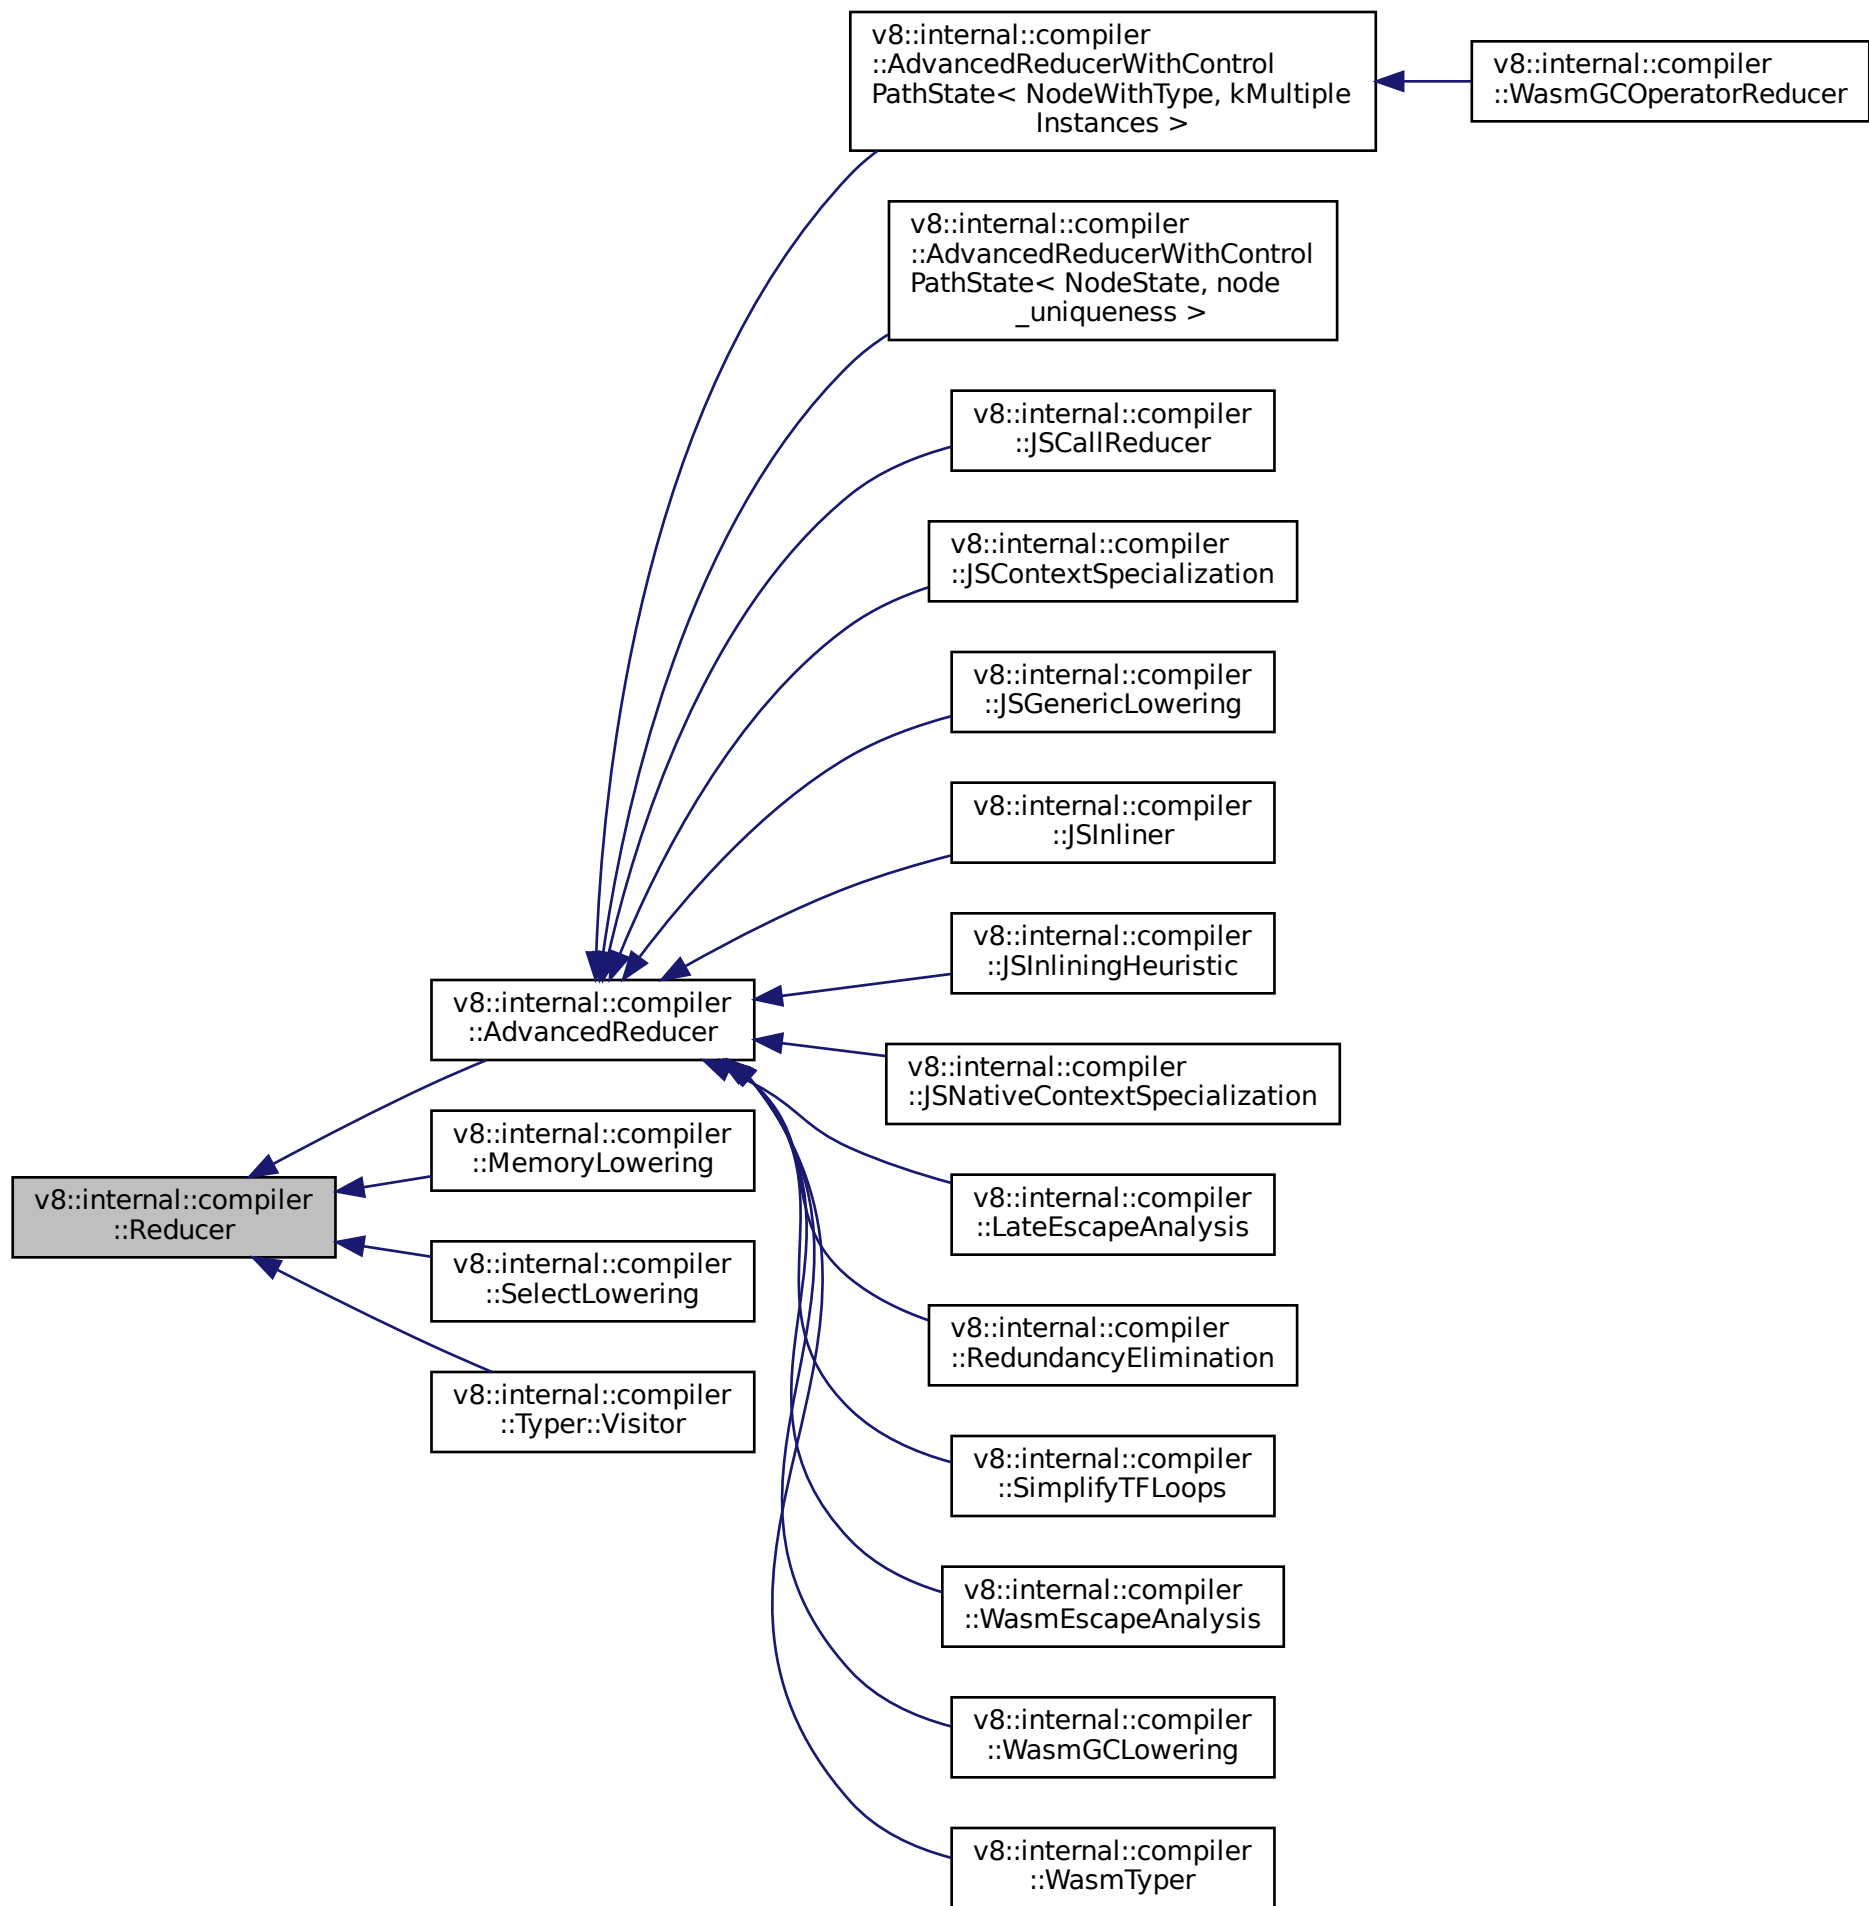 v8::internal::compiler
::Reducer
v8::internal::compiler
::AdvancedReducer
v8::internal::compiler
::MemoryLowering
v8::internal::compiler
::SelectLowering
v8::internal::compiler
::Typer::Visitor
v8::internal::compiler
::AdvancedReducerWithControl
PathState< NodeWithType, kMultiple
Instances >
v8::internal::compiler
::WasmGCOperatorReducer
v8::internal::compiler
::AdvancedReducerWithControl
PathState< NodeState, node
_uniqueness >
v8::internal::compiler
::JSCallReducer
v8::internal::compiler
::JSContextSpecialization
v8::internal::compiler
::JSGenericLowering
v8::internal::compiler
::JSInliner
v8::internal::compiler
::JSInliningHeuristic
v8::internal::compiler
::JSNativeContextSpecialization
v8::internal::compiler
::LateEscapeAnalysis
v8::internal::compiler
::RedundancyElimination
v8::internal::compiler
::SimplifyTFLoops
v8::internal::compiler
::WasmEscapeAnalysis
v8::internal::compiler
::WasmGCLowering
v8::internal::compiler
::WasmTyper